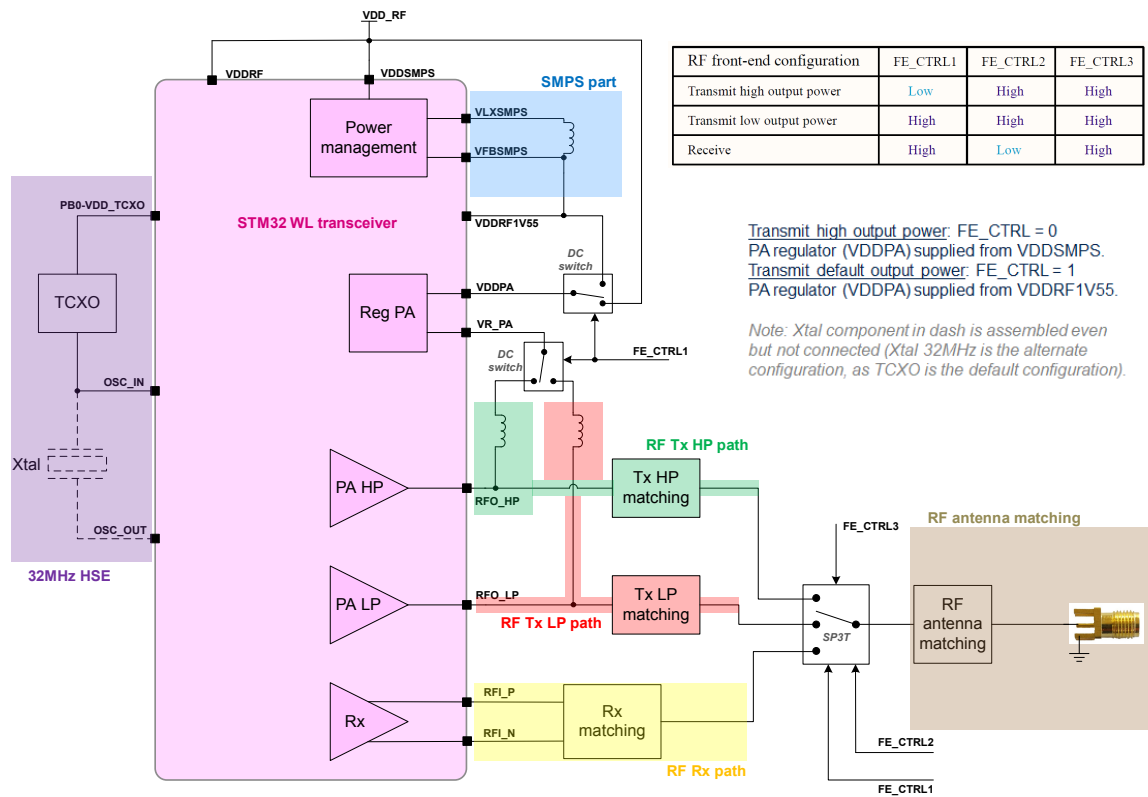 VDD_RF
VDDRF
VDDSMPS
SMPS part
Power
management
VLXSMPS
VFBSMPS
RF front-end configuration FE_CTRL1 FE_CTRL2 FE_CTRL3
Transmit high output power Low High High
Transmit low output power High High High
Receive High Low High
PB0-VDD_TCXO
STM32 WL transceiver
VDDRF1V55
Transmit high output power: FE_CTRL = 0
PA regulator (VDDPA) supplied from VDDSMPS.
Transmit default output power: FE_CTRL = 1
PA regulator (VDDPA) supplied from VDDRF1V55.
Note: Xtal component in dash is assembled even
but not connected (Xtal 32MHz is the alternate
configuration, as TCXO is the default configuration).
DC
switch
TCXO
Reg PA
VDDPA
VR_PA
DC
switch
FE_CTRL1
OSC_IN
Xtal
OSC_OUT
32MHz HSE
PA HP
RFO_HP
RF Tx HP path
Tx HP
matching
RF antenna matching
FE_CTRL3
PA LP
RFO_LP
RF Tx LP path
Tx LP
matching
SP3T
RF
antenna
matching
Rx
RFI_P
RFI_N
Rx
matching
RF Rx path
FE_CTRL2
FE_CTRL1